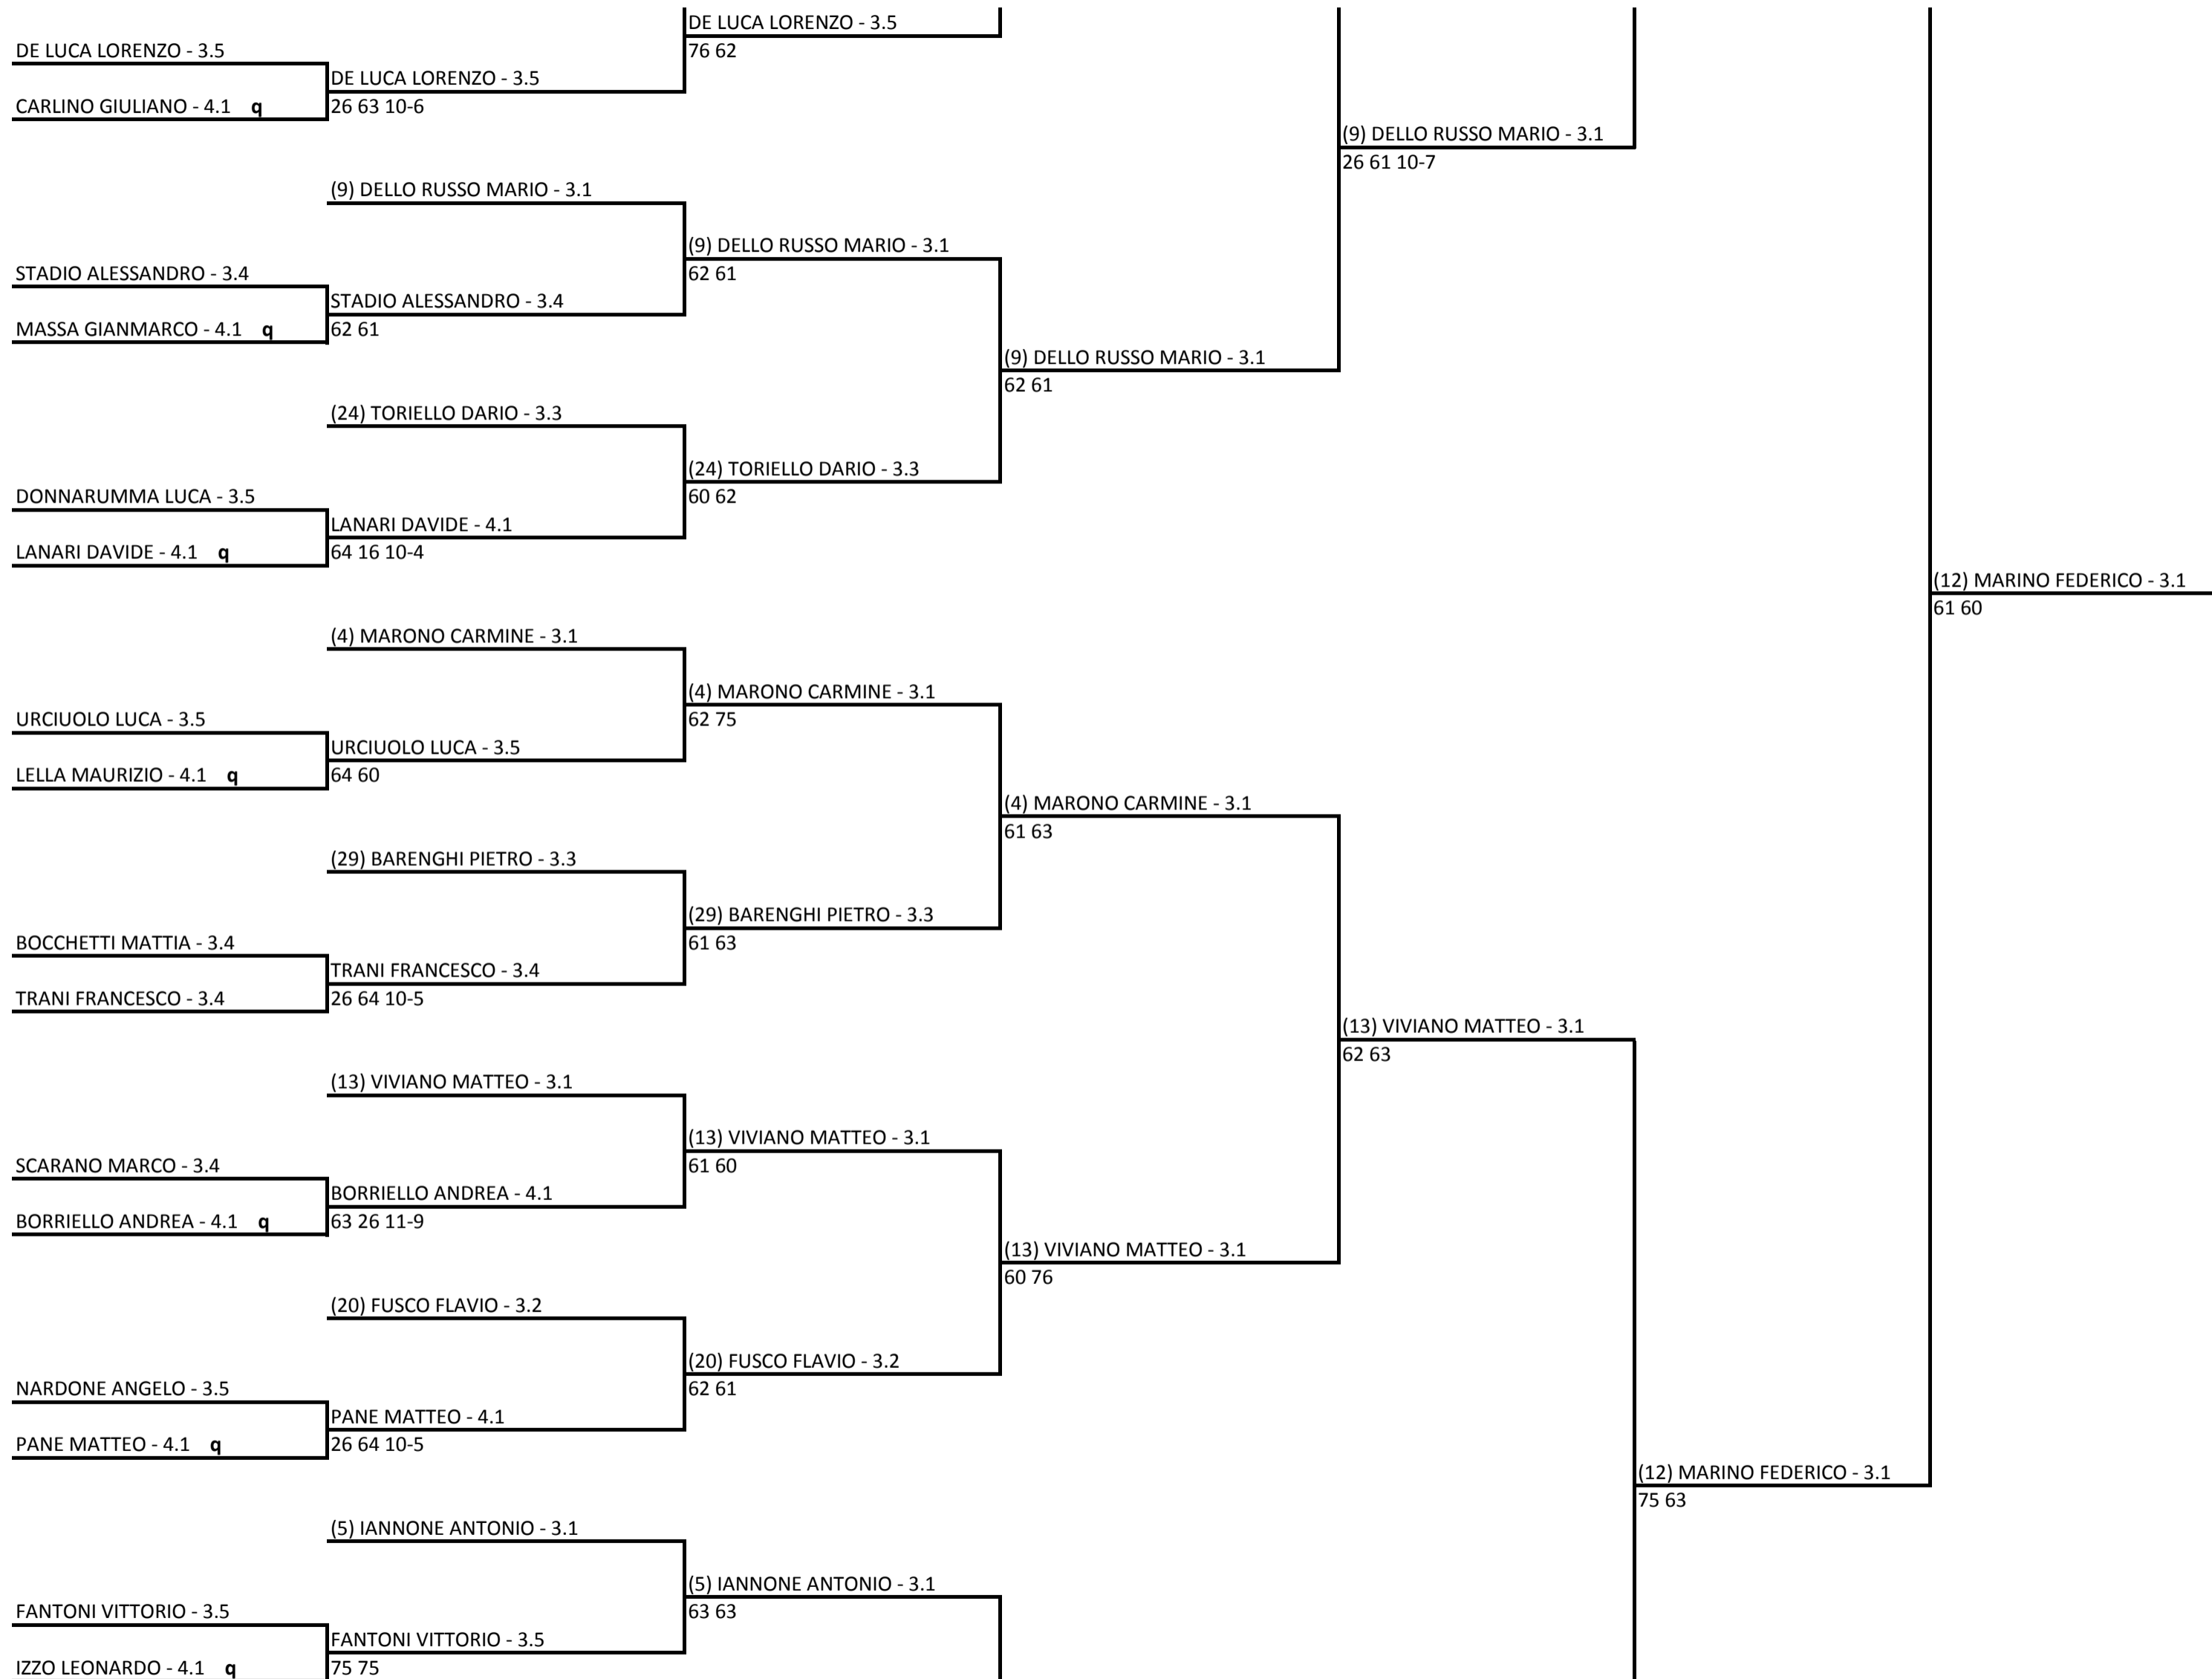 DE LUCA LORENZO - 3.5
76 62
DE LUCA LORENZO - 3.5
DE LUCA LORENZO - 3.5
CARLINO GIULIANO - 4.1 q
26 63 10-6
(9) DELLO RUSSO MARIO - 3.1
26 61 10-7
(9) DELLO RUSSO MARIO - 3.1
(9) DELLO RUSSO MARIO - 3.1
62 61
STADIO ALESSANDRO - 3.4
STADIO ALESSANDRO - 3.4
MASSA GIANMARCO - 4.1 q
62 61
(9) DELLO RUSSO MARIO - 3.1
62 61
(24) TORIELLO DARIO - 3.3
(24) TORIELLO DARIO - 3.3
60 62
DONNARUMMA LUCA - 3.5
LANARI DAVIDE - 4.1
LANARI DAVIDE - 4.1 q
64 16 10-4
(12) MARINO FEDERICO - 3.1
61 60
(4) MARONO CARMINE - 3.1
(4) MARONO CARMINE - 3.1
62 75
URCIUOLO LUCA - 3.5
URCIUOLO LUCA - 3.5
LELLA MAURIZIO - 4.1 q
64 60
(4) MARONO CARMINE - 3.1
61 63
(29) BARENGHI PIETRO - 3.3
(29) BARENGHI PIETRO - 3.3
61 63
BOCCHETTI MATTIA - 3.4
TRANI FRANCESCO - 3.4
TRANI FRANCESCO - 3.4
26 64 10-5
(13) VIVIANO MATTEO - 3.1
62 63
(13) VIVIANO MATTEO - 3.1
(13) VIVIANO MATTEO - 3.1
61 60
SCARANO MARCO - 3.4
BORRIELLO ANDREA - 4.1
BORRIELLO ANDREA - 4.1 q
63 26 11-9
(13) VIVIANO MATTEO - 3.1
60 76
(20) FUSCO FLAVIO - 3.2
(20) FUSCO FLAVIO - 3.2
62 61
NARDONE ANGELO - 3.5
PANE MATTEO - 4.1
PANE MATTEO - 4.1 q
26 64 10-5
(12) MARINO FEDERICO - 3.1
75 63
(5) IANNONE ANTONIO - 3.1
(5) IANNONE ANTONIO - 3.1
63 63
FANTONI VITTORIO - 3.5
FANTONI VITTORIO - 3.5
IZZO LEONARDO - 4.1 q
75 75